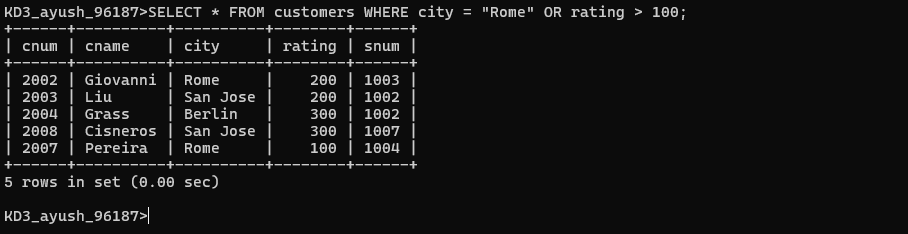 KD3_ayush_96187>SELECT * FROM customers WHERE city = "Rome" OR rating > 100;
+------+----------+----------+--------+------+
| cnum | cname    | city     | rating | snum |
+------+----------+----------+--------+------+
| 2002 | Giovanni | Rome     |    200 | 1003 |
| 2003 | Liu      | San Jose |    200 | 1002 |
| 2004 | Grass    | Berlin   |    300 | 1002 |
| 2008 | Cisneros | San Jose |    300 | 1007 |
| 2007 | Pereira  | Rome     |    100 | 1004 |
+------+----------+----------+--------+------+
5 rows in set (0.00 sec)
KD3_ayush_96187>